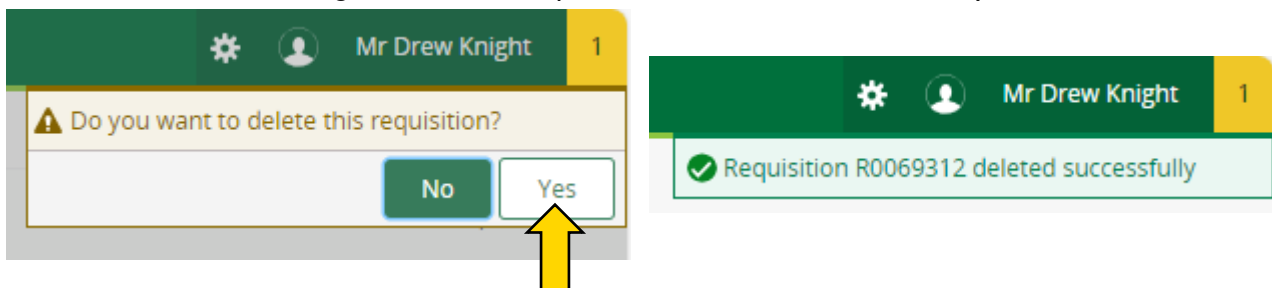 Mr Drew Knight 1
Do you want to delete this requisition?
No Yes
Mr Drew Knight 1
Requisition R0069312 deleted successfully